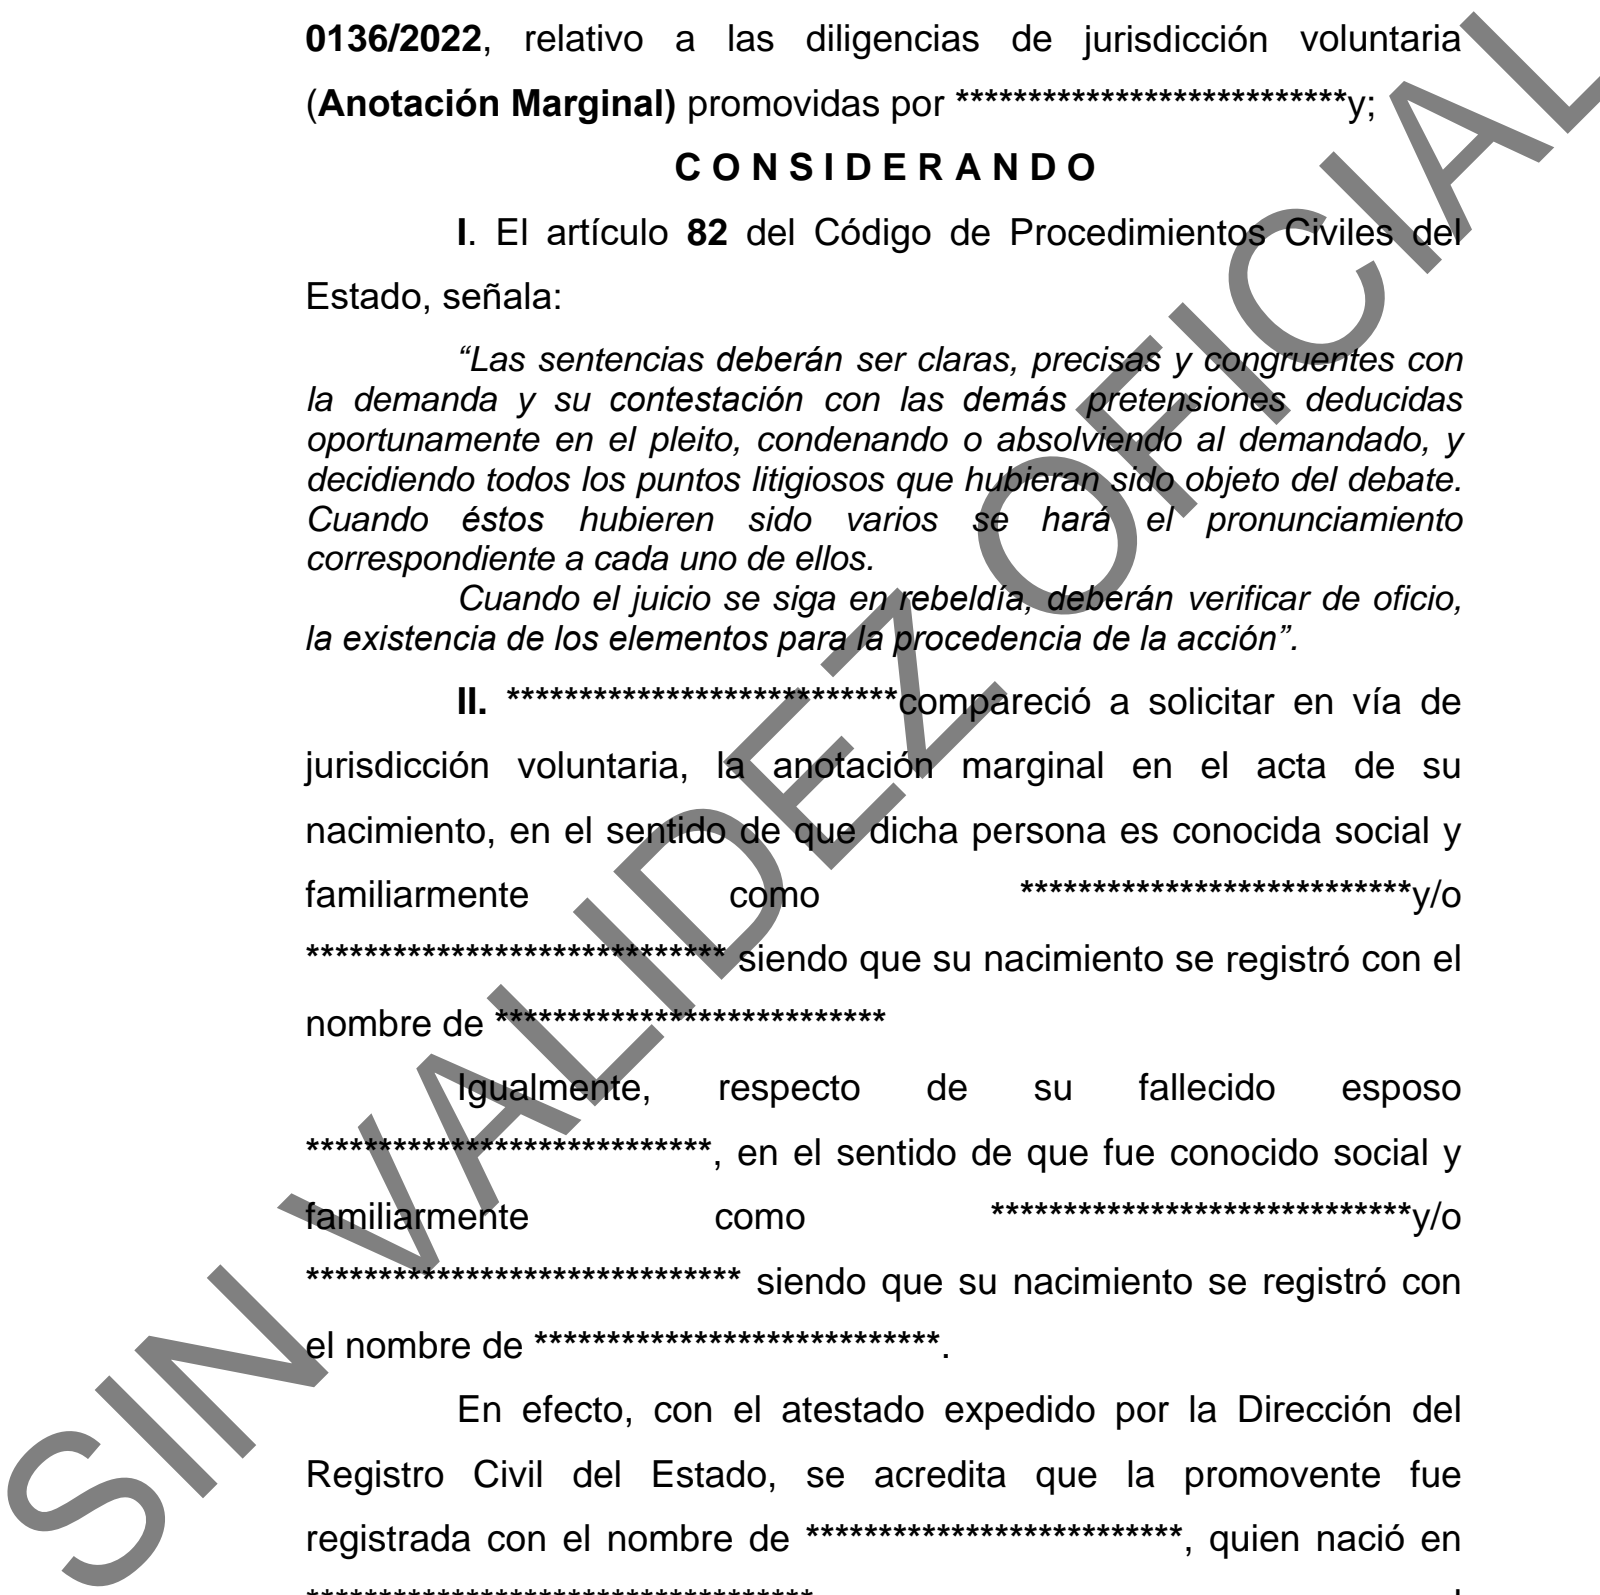 0136/2022, relativo a las diligencias de jurisdicción voluntaria
(Anotación Marginal) promovidas por ***************************y;
C O N S I D E R A N D O
I. El artículo 82 del Código de Procedimientos Civiles del
Estado, señala:
“Las sentencias deberán ser claras, precisas y congruentes con
la demanda y su contestación con las demás pretensiones deducidas
oportunamente en el pleito, condenando o absolviendo al demandado, y
decidiendo todos los puntos litigiosos que hubieran sido objeto del debate.
Cuando éstos hubieren sido varios se hará el pronunciamiento
correspondiente a cada uno de ellos.
Cuando el juicio se siga en rebeldía, deberán verificar de oficio,
la existencia de los elementos para la procedencia de la acción”.
II. ***************************compareció a solicitar en vía de
jurisdicción voluntaria, la anotación marginal en el acta de su
nacimiento, en el sentido de que dicha persona es conocida social y
familiarmente como ***************************y/o
***************************** siendo que su nacimiento se registró con el
nombre de ***************************
Igualmente, respecto de su fallecido esposo
****************************, en el sentido de que fue conocido social y
familiarmente como *****************************y/o
****************************** siendo que su nacimiento se registró con
el nombre de ****************************.
En efecto, con el atestado expedido por la Dirección del
Registro Civil del Estado, se acredita que la promovente fue
registrada con el nombre de **************************, quien nació en
***********************************
SIN VALIDEZ OFICIAL